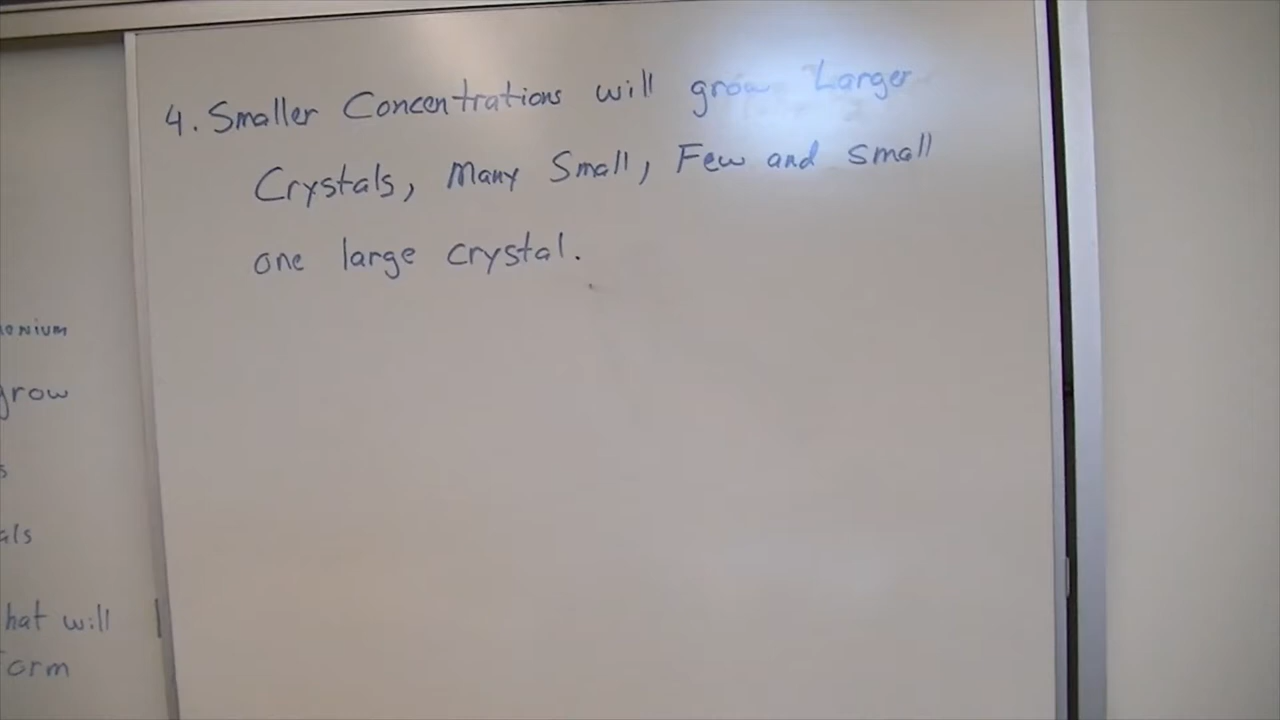 4. Smaller Concentrations will grow Larger
Crystals, Many Small, Few and small
one large crystal.
grow
als
hat will
orm